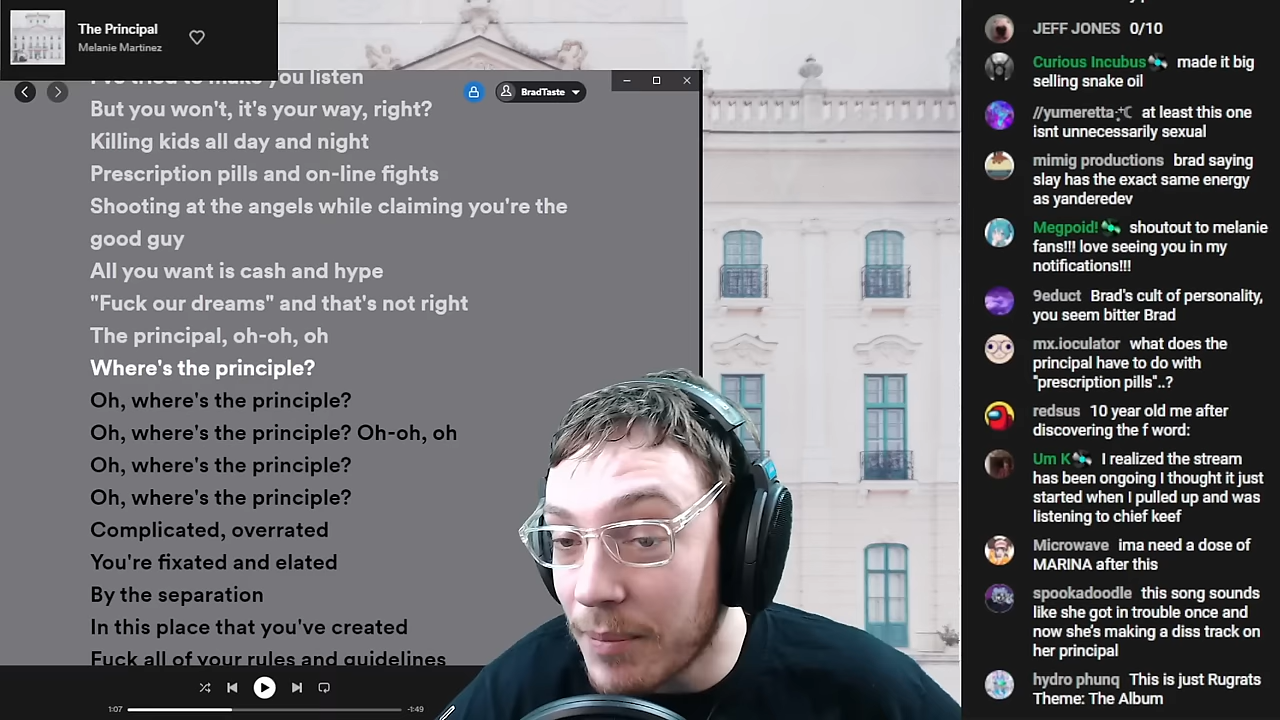 The Principal
Melanie Martinez
I've tried to make you listen
BradTaste
But you won't, it's your way, right?
Killing kids all day and night
Prescription pills and on-line fights
Shooting at the angels while claiming you're the
good guy
All you want is cash and hype
"Fuck our dreams" and that's not right
The principal, oh-oh, oh
Where's the principle?
Oh, where's the principle?
Oh, where's the principle? Oh-oh, oh
Oh, where's the principle?
Oh, where's the principle?
Complicated, overrated
You're fixated and elated
By the separation
In this place that you've created
Fuck all of your rules and guidelines
1:07
-1:49
JEFF JONES 0/10
Curious Incubus made it big
selling snake oil
//yumeretta at least this one
isnt unnecessarily sexual
mimig productions brad saying
slay has the exact same energy
as yanderedev
Megpoid! shoutout to melanie
fans!!! love seeing you in my
notifications!!!
9educt Brad's cult of personality,
you seem bitter Brad
mx.ioculator what does the
principal have to do with
"prescription pills"..?
redsus 10 year old me after
discovering the f word:
Um K I realized the stream
has been ongoing I thought it just
started when I pulled up and was
listening to chief keef
Microwave ima need a dose of
MARINA after this
spookadoodle this song sounds
like she got in trouble once and
now she's making a diss track on
her principal
hydro phunq This is just Rugrats
Theme: The Album